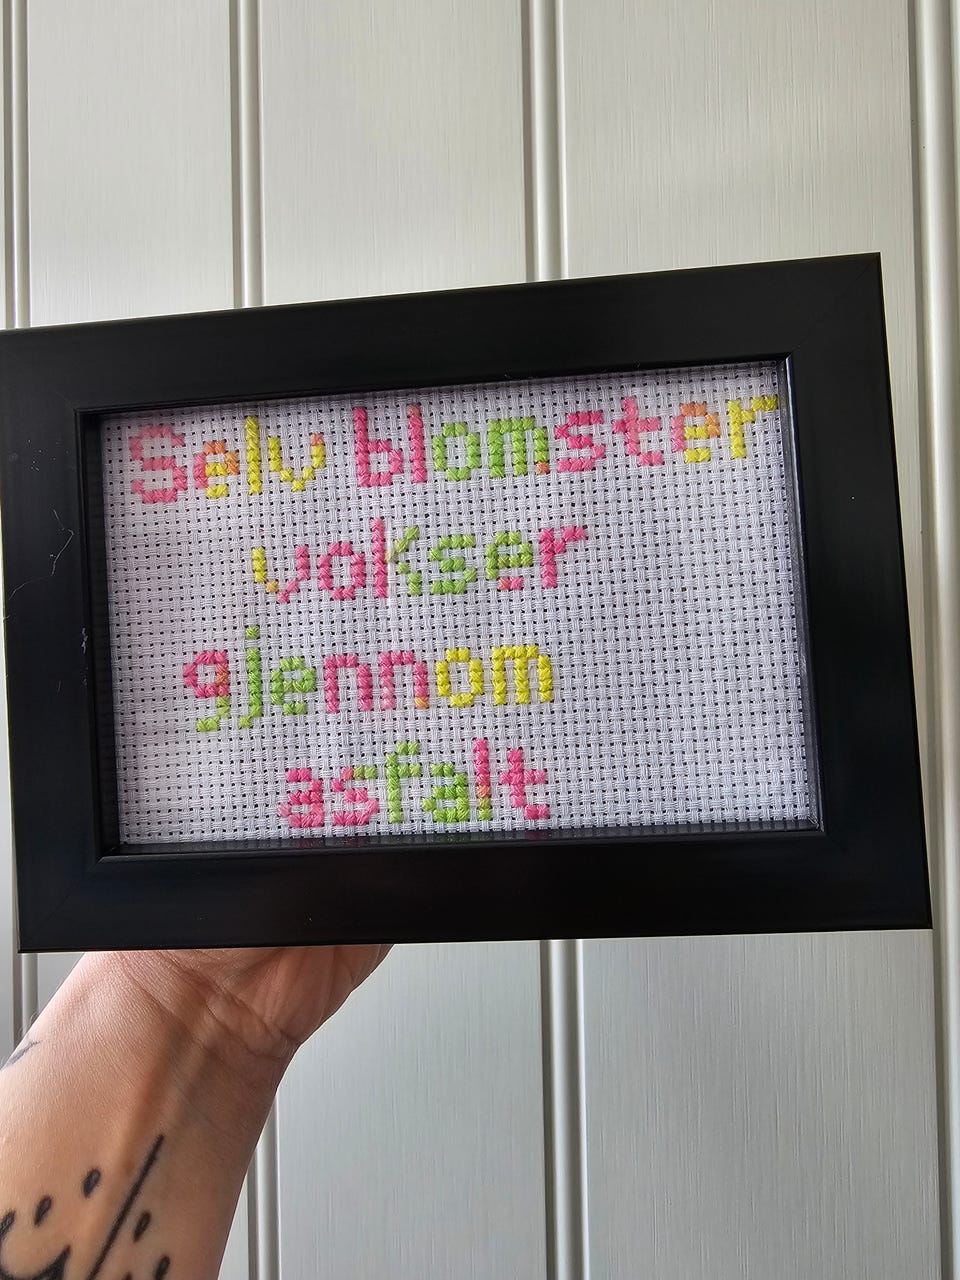 Selv blomster
vokser
gjennom
asfalt